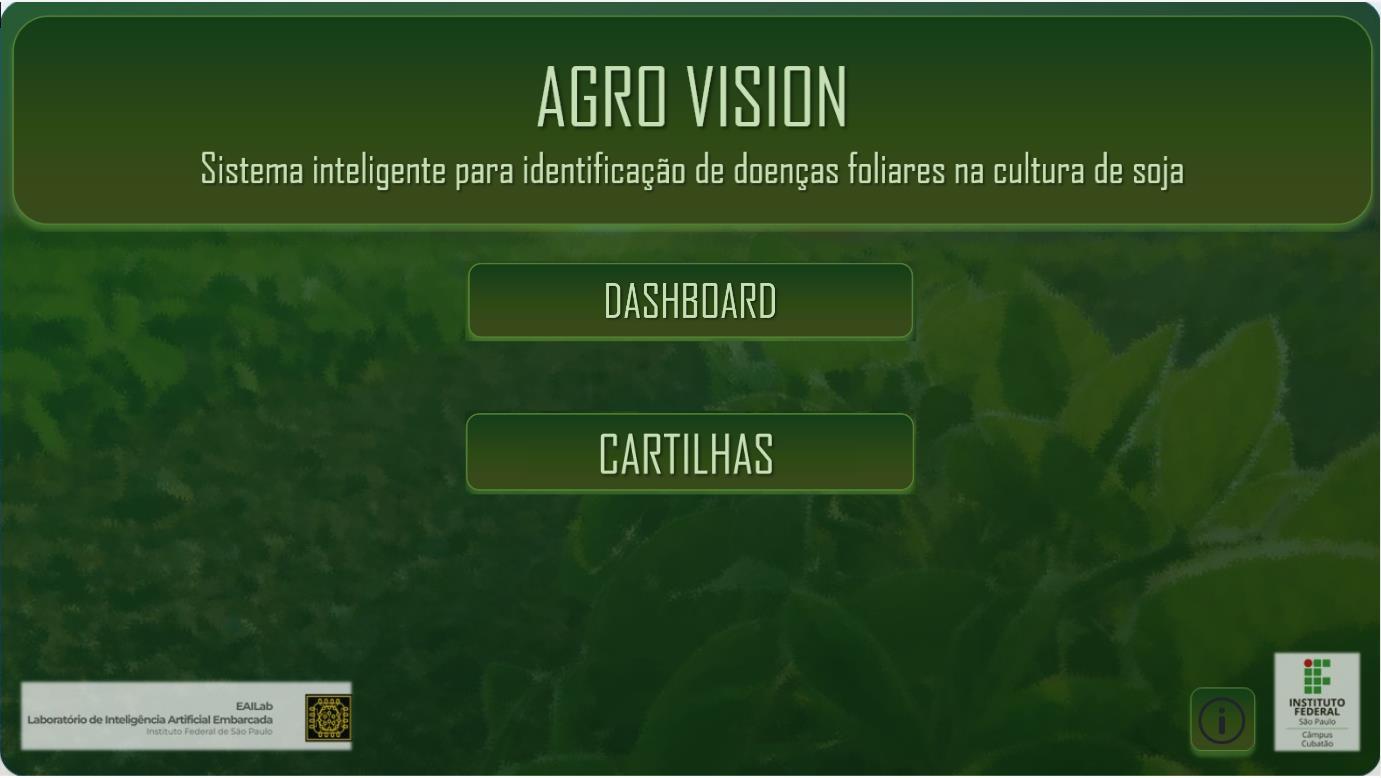 AGRO VISION
Sistema inteligente para identificação de doenças foliares na cultura de soja
DASHBOARD
CARTILHAS
EAILab
Laboratório de Inteligência Artificial Embarcada
Instituto Federal de São Paulo
i
INSTITUTO
FEDERAL
São Paulo
Câmpus
Cubatão